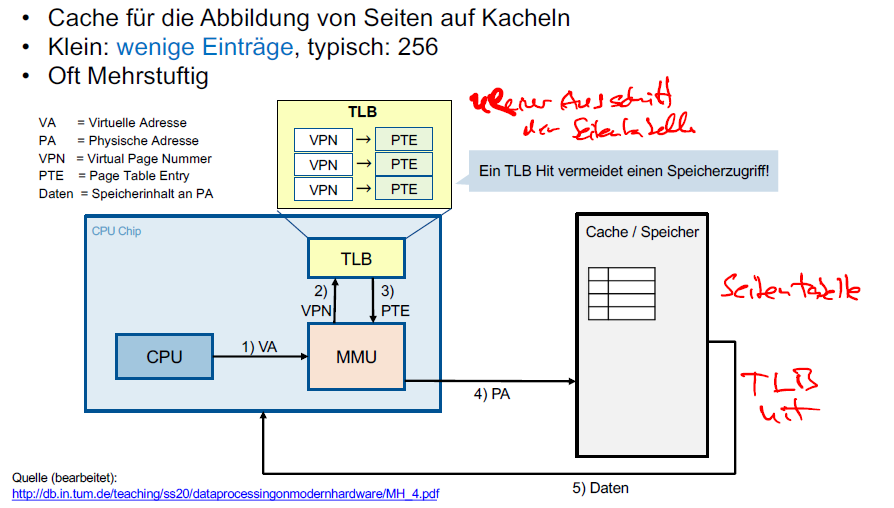 • Cache für die Abbildung von Seiten auf Kacheln
• Klein: wenige Einträge, typisch: 256
• Oft Mehrstuftig
VA = Virtuelle Adresse
PA = Physische Adresse
VPN = Virtual Page Nummer
PTE = Page Table Entry
Daten = Speicherinhalt an PA
TLB
VPN → PTE
VPN → PTE
VPN → PTE
kleiner Ausschnitt
der Seitentabelle
Ein TLB Hit vermeidet einen Speicherzugriff!
CPU Chip
TLB
2)
VPN
3)
PTE
CPU
1) VA
MMU
4) PA
Cache / Speicher
Seitentabelle
TLB
Hit
5) Daten
Quelle (bearbeitet):
http://db.in.tum.de/teaching/ss20/dataprocessingonmodernhardware/MH_4.pdf